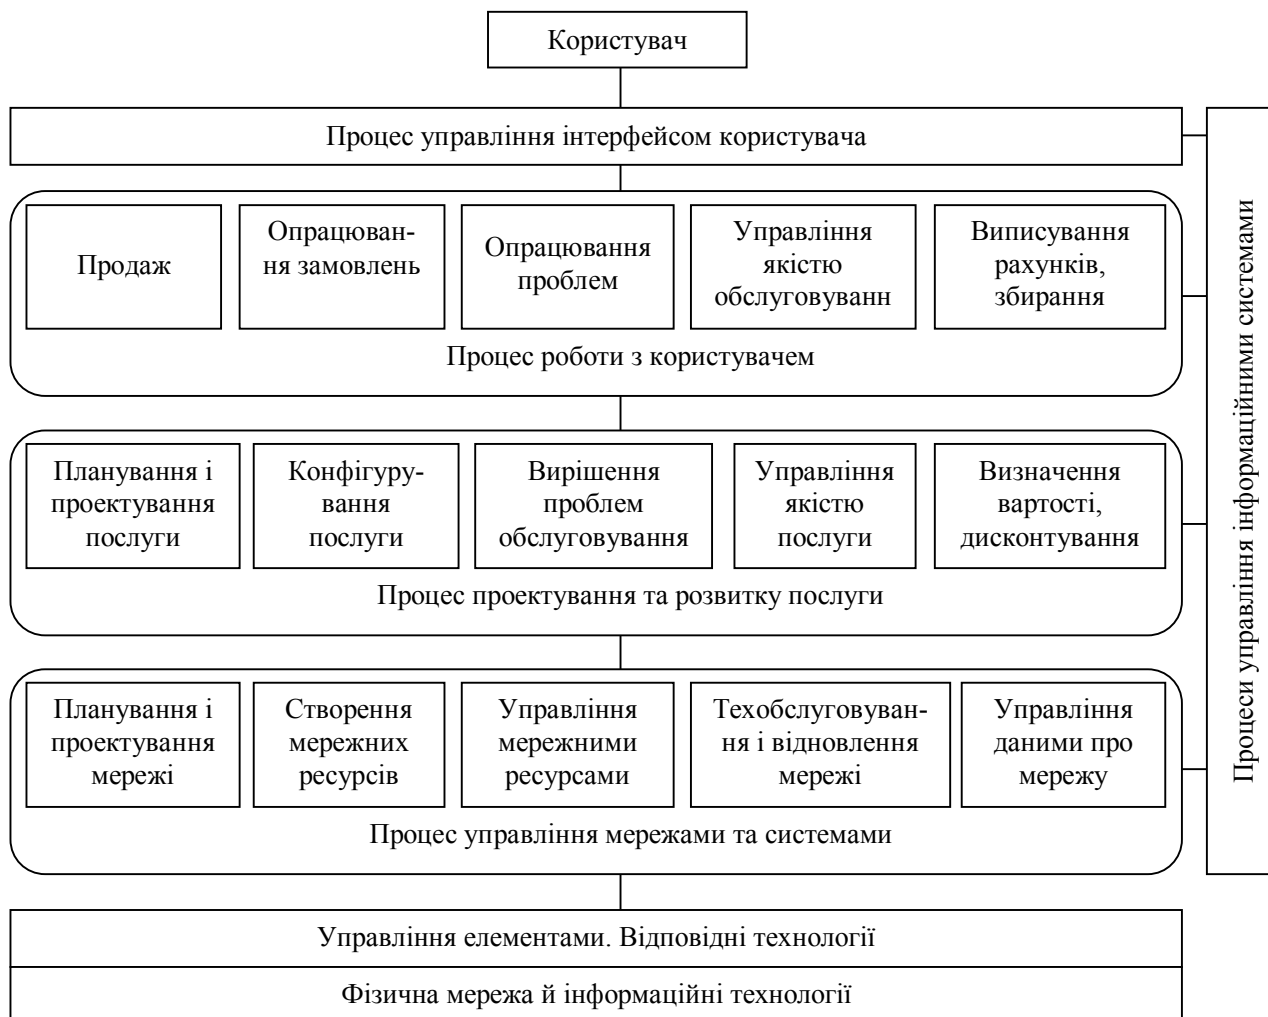 Користувач
Процес управління інтерфейсом користувача
Продаж
Опрацюван-
ня замовлень
Опрацювання
проблем
Управління
якістю
обслуговуванн
Виписування
рахунків,
збирання
Процес роботи з користувачем
Планування і
проектування
послуги
Конфігуру-
вання
послуги
Вирішення
проблем
обслуговування
Управління
якістю
послуги
Визначення
вартості,
дисконтування
Процес проектування та розвитку послуги
Планування і
проектування
мережі
Створення
мережних
ресурсів
Управління
мережними
ресурсами
Техобслуговуван-
ня і відновлення
мережі
Управління
даними про
мережу
Процес управління мережами та системами
Управління елементами. Відповідні технології
Фізична мережа й інформаційні технології
Процеси управління інформаційними системами